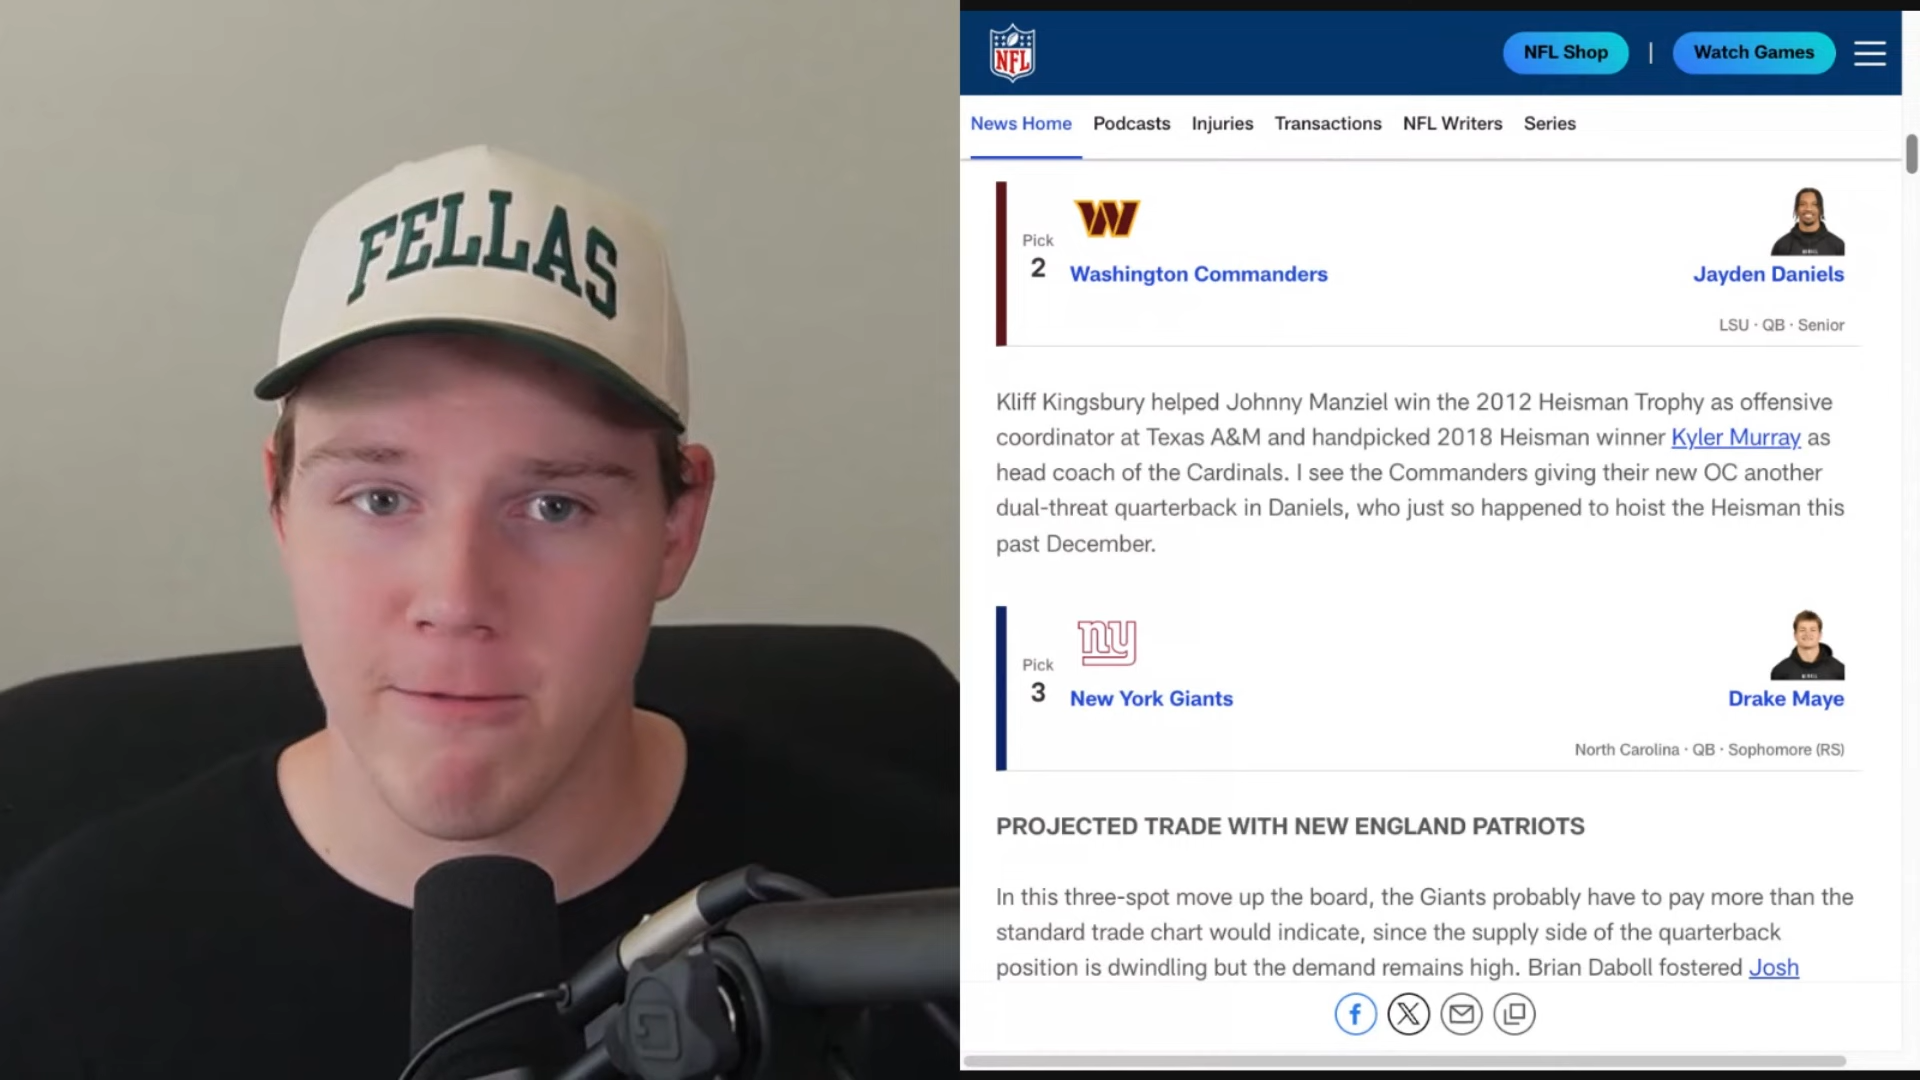 FELLAS
NFL
NFL Shop
|
Watch Games
News Home
Podcasts
Injuries
Transactions
NFL Writers
Series
Pick
2
W
Washington Commanders
Jayden Daniels
LSU · QB · Senior
Kliff Kingsbury helped Johnny Manziel win the 2012 Heisman Trophy as offensive
coordinator at Texas A&M and handpicked 2018 Heisman winner Kyler Murray as
head coach of the Cardinals. I see the Commanders giving their new OC another
dual-threat quarterback in Daniels, who just so happened to hoist the Heisman this
past December.
Pick
3
ny
New York Giants
Drake Maye
North Carolina · QB · Sophomore (RS)
PROJECTED TRADE WITH NEW ENGLAND PATRIOTS
In this three-spot move up the board, the Giants probably have to pay more than the
standard trade chart would indicate, since the supply side of the quarterback
position is dwindling but the demand remains high. Brian Daboll fostered Josh